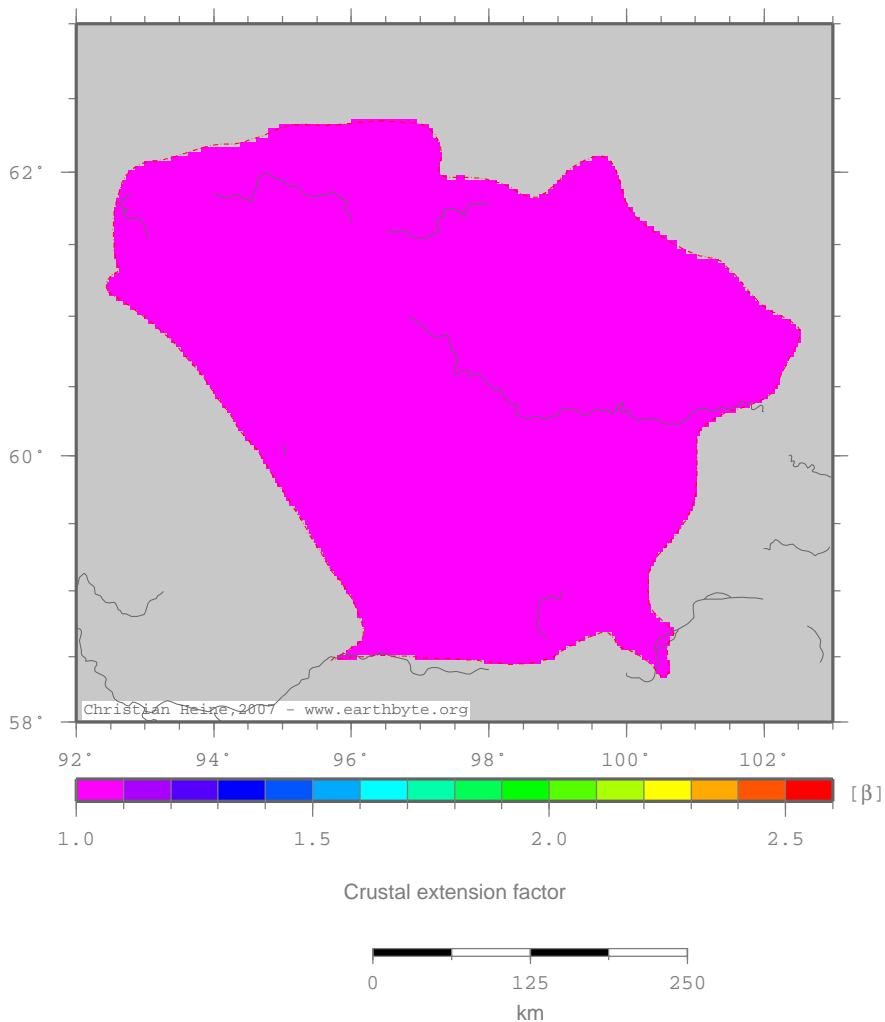 62°
60°
58°
Christian Heine, 2007 - www.earthbyte.org
92° 94° 96° 98° 100° 102°
[β]
1.0 1.5 2.0 2.5
Crustal extension factor
0 125 250
km